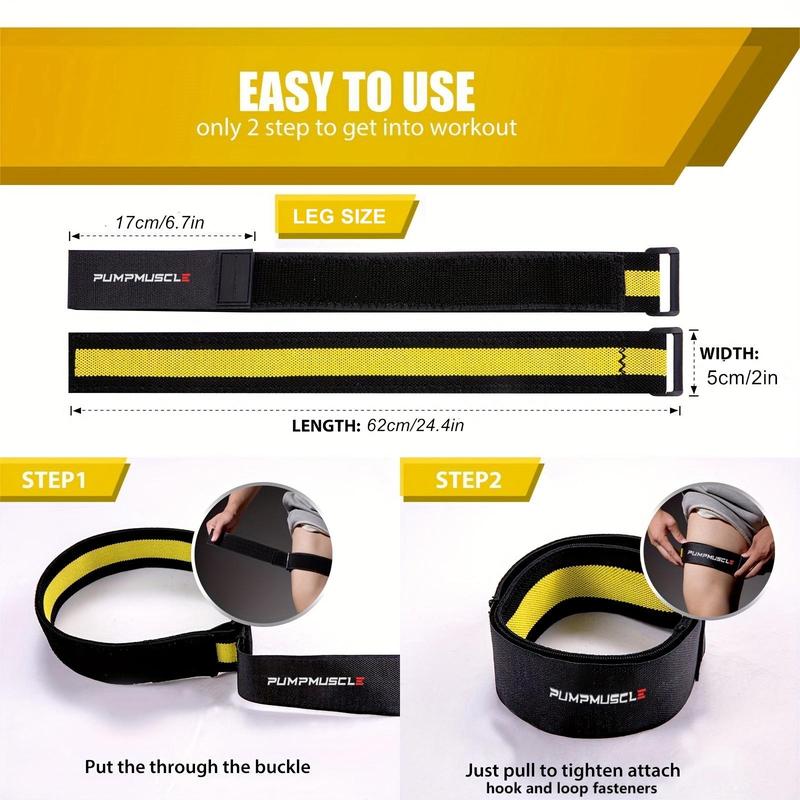 EASY TO USE
only 2 step to get into workout
LEG SIZE
17cm/6.7in
PUMPMUSCLE
WIDTH:
5cm/2in
LENGTH: 62cm/24.4in
STEP1
PUMPMUSCLE
Put the through the buckle
STEP2
PUMPMUSCLE
PUMPMUSCLE
Just pull to tighten attach
hook and loop fasteners